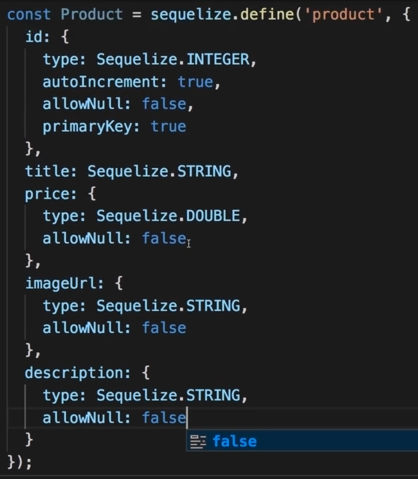 const Product = sequelize.define('product', {
  id: {
    type: Sequelize.INTEGER,
    autoIncrement: true,
    allowNull: false,
    primaryKey: true
  },
  title: Sequelize.STRING,
  price: {
    type: Sequelize.DOUBLE,
    allowNull: false
  },
  imageUrl: {
    type: Sequelize.STRING,
    allowNull: false
  },
  description: {
    type: Sequelize.STRING,
    allowNull: false
false
  }
});